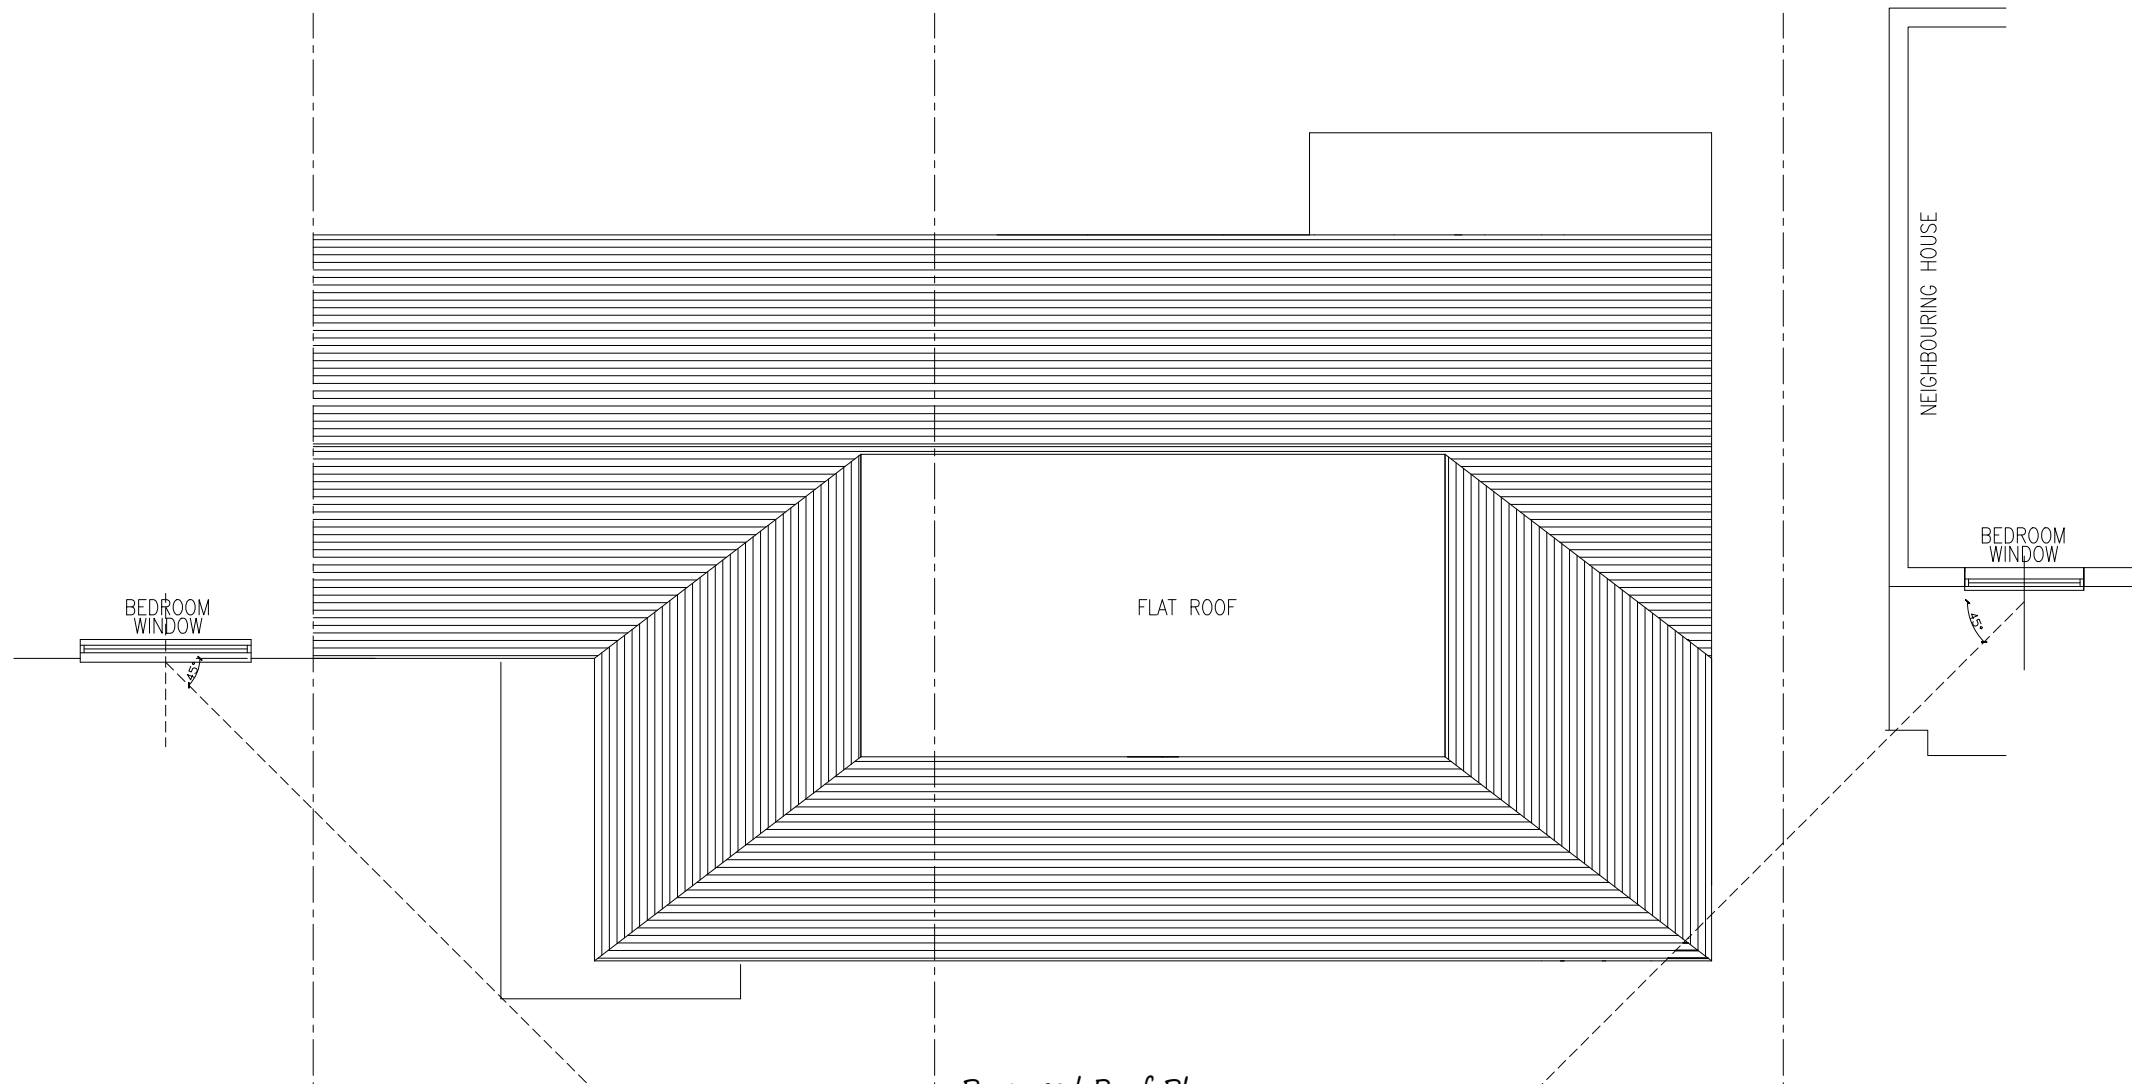 NEIGHBOURING HOUSE
BEDROOM
WINDOW
45°
FLAT ROOF
BEDROOM
WINDOW
45°